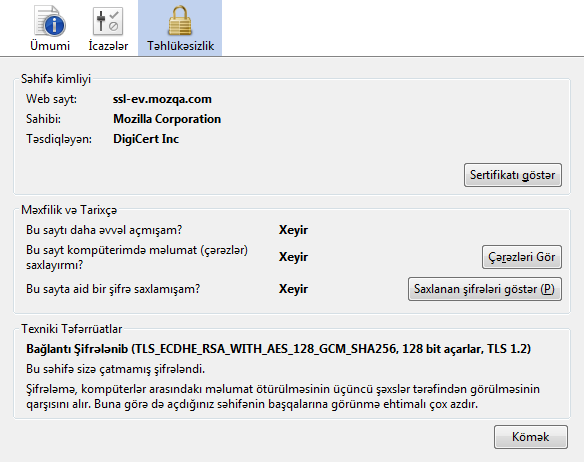 Ümumi İcazələr Təhlükəsizlik
Səhifə kimliyi
Web sayt: ssl-ev.mozqa.com
Sahibi: Mozilla Corporation
Təsdiqləyən: DigiCert Inc
Sertifikatı göstər
Məxfilik və Tarixçə
Bu saytı daha əvvəl açmışam? Xeyir
Bu sayt kompüterimdə məlumat (çərəzlər)
saxlayırmı? Xeyir Çərəzləri Gör
Bu sayta aid bir şifrə saxlamışam? Xeyir Saxlanan şifrələri göstər (P)
Texniki Təfərrüatlar
Bağlantı Şifrələnib (TLS_ECDHE_RSA_WITH_AES_128_GCM_SHA256, 128 bit açarlar, TLS 1.2)
Bu səhifə sizə çatmamış şifrələndi.
Şifrələmə, kompüterlər arasındakı məlumat ötürülməsinin üçüncü şəxslər tərəfindən görülməsinin
qarşısını alır. Buna görə də açdığınız səhifənin başqalarına görünmə ehtimalı çox azdır.
Kömək